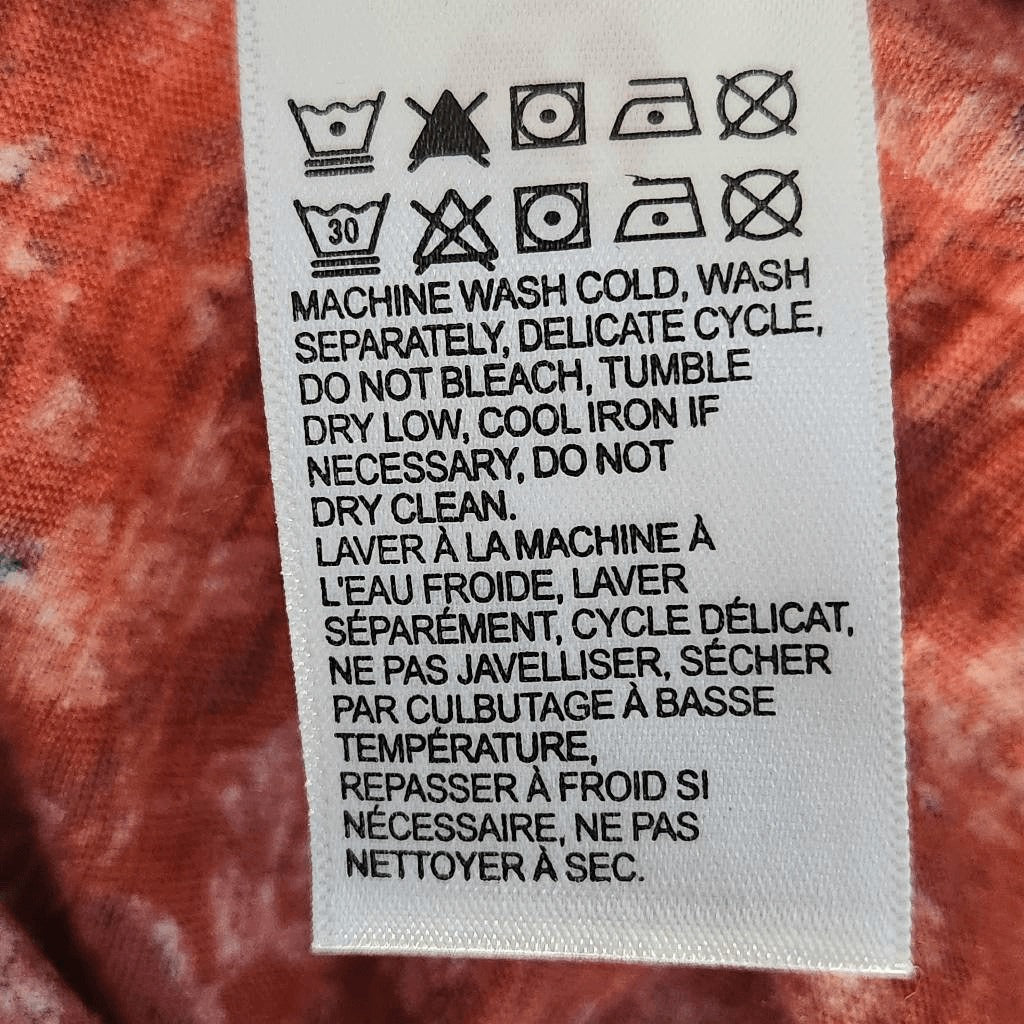 30
MACHINE WASH COLD, WASH
SEPARATELY, DELICATE CYCLE,
DO NOT BLEACH, TUMBLE
DRY LOW, COOL IRON IF
NECESSARY, DO NOT
DRY CLEAN.
LAVER À LA MACHINE À
L'EAU FROIDE, LAVER
SÉPARÉMENT, CYCLE DÉLICAT,
NE PAS JAVELLISER, SÉCHER
PAR CULBUTAGE À BASSE
TEMPÉRATURE,
REPASSER À FROID SI
NÉCESSAIRE, NE PAS
NETTOYER À SEC.